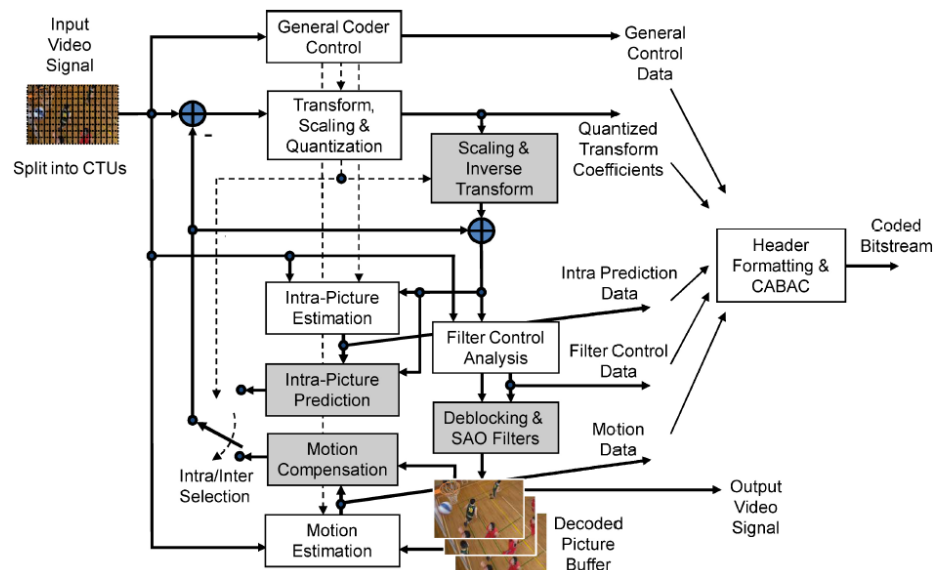 Input
Video
Signal
Split into CTUs
General Coder
Control
Transform,
Scaling &
Quantization
-
Scaling &
Inverse
Transform
General
Control
Data
Quantized
Transform
Coefficients
Header
Formatting &
CABAC
Coded
Bitstream
Intra-Picture
Estimation
Intra Prediction
Data
Filter Control
Analysis
Filter Control
Data
Intra-Picture
Prediction
Deblocking &
SAO Filters
Motion
Compensation
Motion
Data
Intra/Inter
Selection
Motion
Estimation
Decoded
Picture
Buffer
Output
Video
Signal